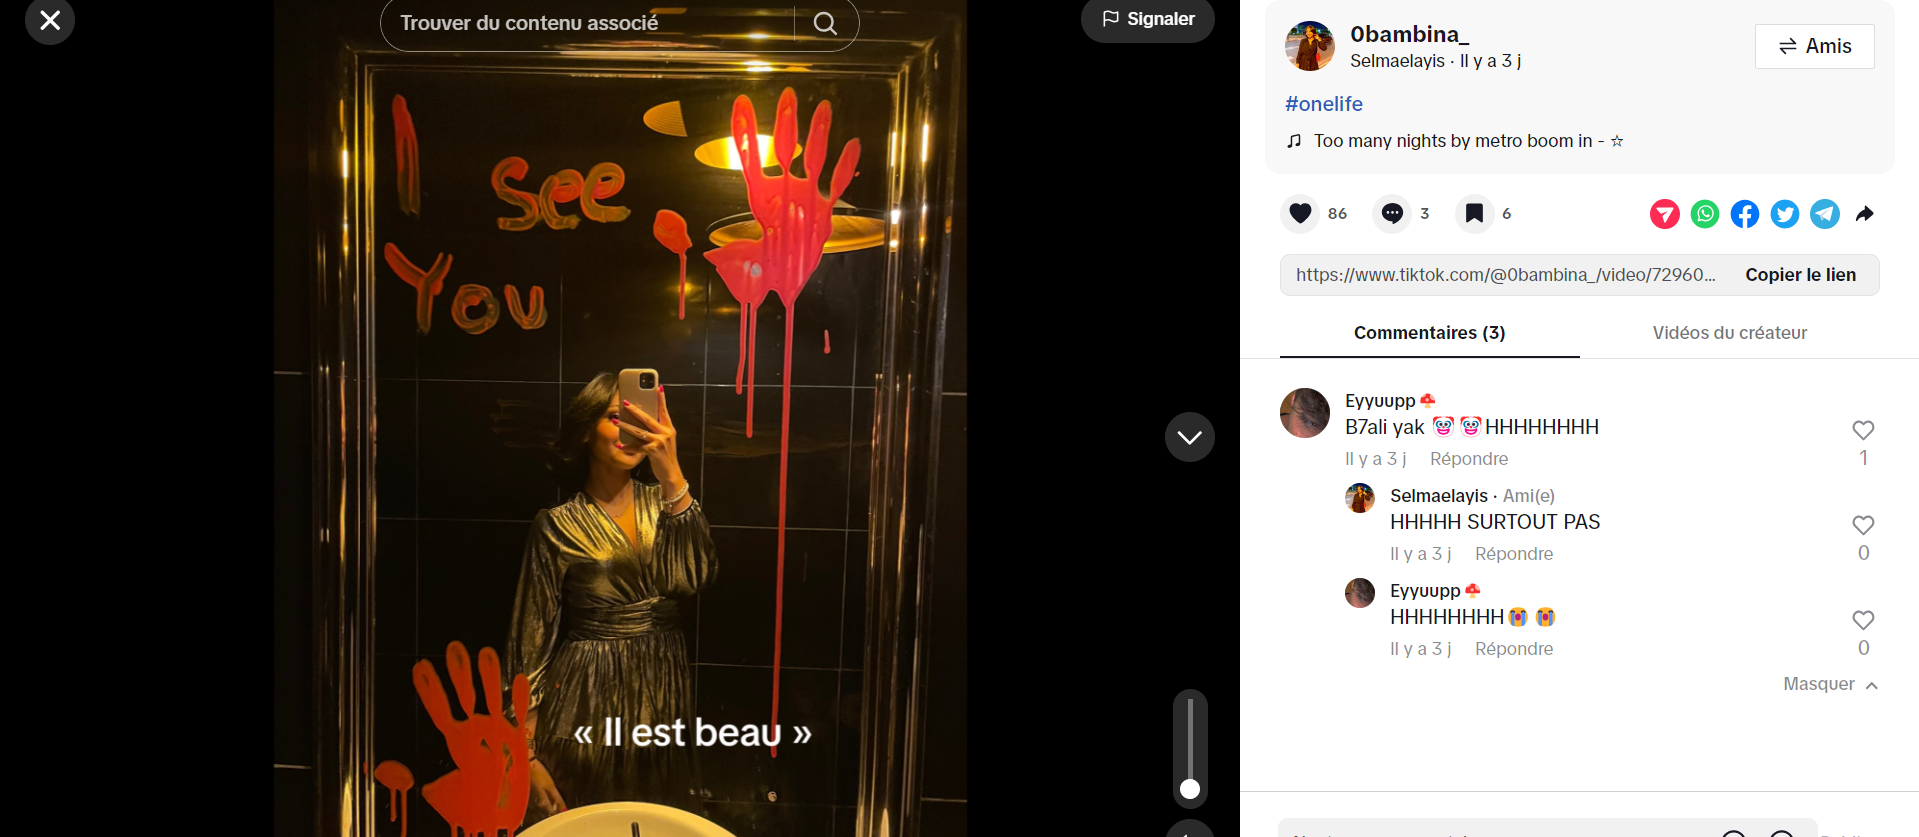 Trouver du contenu associé
Signaler
I see
You
« Il est beau »
0bambina_
Selmaelayis · Il y a 3 j
Amis
#onelife
Too many nights by metro boom in - ☆
86
3
6
https://www.tiktok.com/@0bambina_/video/72960...
Copier le lien
Commentaires (3)
Vidéos du créateur
Eyyuupp🍄
B7ali yak 🤡🤡HHHHHHHH
Il y a 3 j Répondre
1
Selmaelayis · Ami(e)
HHHHH SURTOUT PAS
Il y a 3 j Répondre
0
Eyyuupp🍄
HHHHHHHH😭😭
Il y a 3 j Répondre
0
Masquer